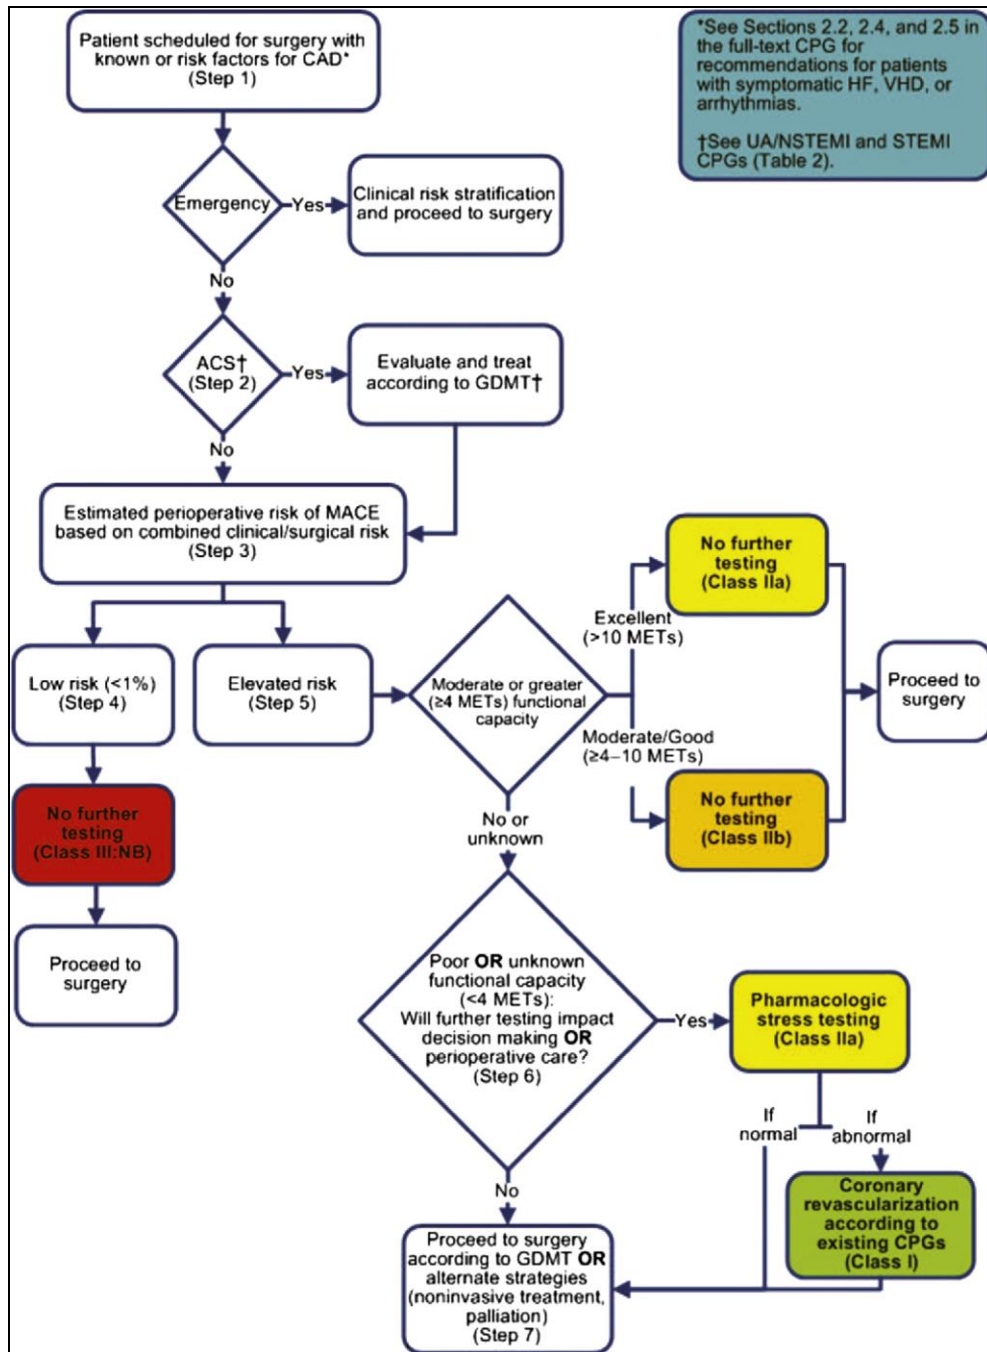 Patient scheduled for surgery with
known or risk factors for CAD*
(Step 1)
*See Sections 2.2, 2.4, and 2.5 in
the full-text CPG for
recommendations for patients
with symptomatic HF, VHD, or
arrhythmias.
†See UA/NSTEMI and STEMI
CPGs (Table 2).
Emergency
Yes
Clinical risk stratification
and proceed to surgery
No
ACS†
(Step 2)
Yes
Evaluate and treat
according to GDMT†
No
Estimated perioperative risk of MACE
based on combined clinical/surgical risk
(Step 3)
Low risk (<1%)
(Step 4)
Elevated risk
(Step 5)
Moderate or greater
(≥4 METs) functional
capacity
Excellent
(>10 METs)
No further
testing
(Class IIa)
Moderate/Good
(≥4–10 METs)
No further
testing
(Class IIb)
Proceed to
surgery
No further
testing
(Class III:NB)
Proceed to
surgery
No or
unknown
Poor OR unknown
functional capacity
(<4 METs):
Will further testing impact
decision making OR
perioperative care?
(Step 6)
Yes
Pharmacologic
stress testing
(Class IIa)
If
normal
If
abnormal
Coronary
revascularization
according to
existing CPGs
(Class I)
No
Proceed to surgery
according to GDMT OR
alternate strategies
(noninvasive treatment,
palliation)
(Step 7)